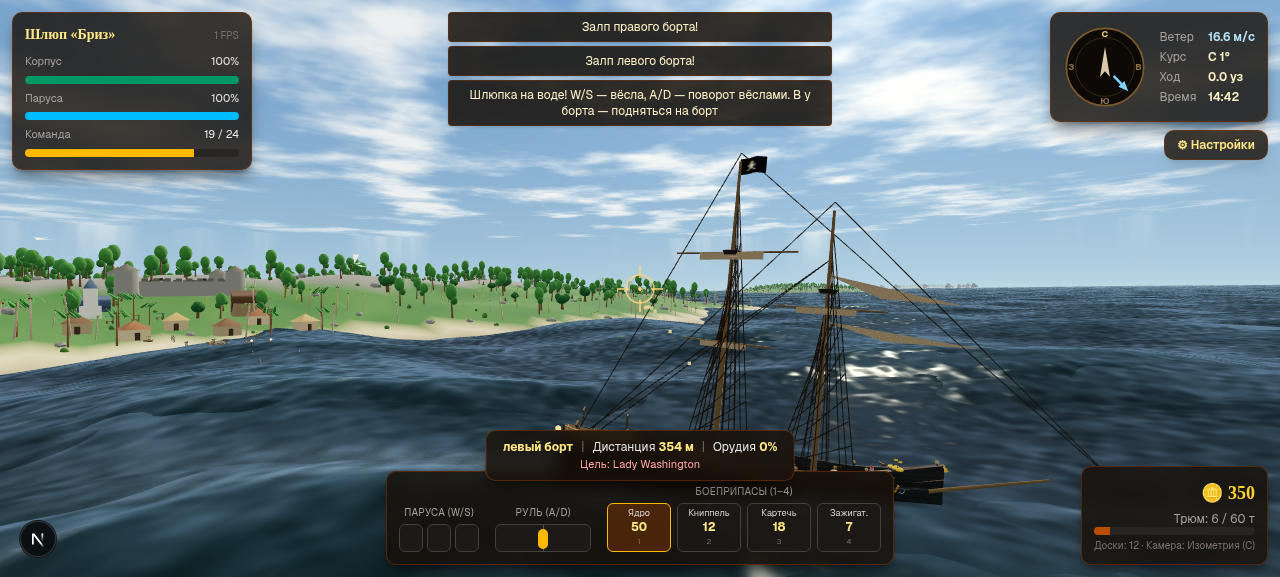 Шлюп «Бриз»
1 FPS
Корпус
100%
Паруса
100%
Команда
19 / 24
Залп правого борта!
Залп левого борта!
Шлюпка на воде! W/S — вёсла, A/D — поворот вёслами. В у
борта — подняться на борт
С
З
В
Ю
Ветер 16.6 м/с
Курс С 1°
Ход 0.0 уз
Время 14:42
⚙ Настройки
левый борт | Дистанция 354 м | Орудия 0%
Цель: Lady Washington
ПАРУСА (W/S)
РУЛЬ (A/D)
БОЕПРИПАСЫ (1–4)
Ядро
50
1
Книппель
12
2
Картечь
18
3
Зажигат.
7
4
350
Трюм: 6 / 60 т
Доски: 12 · Камера: Изометрия (C)
N